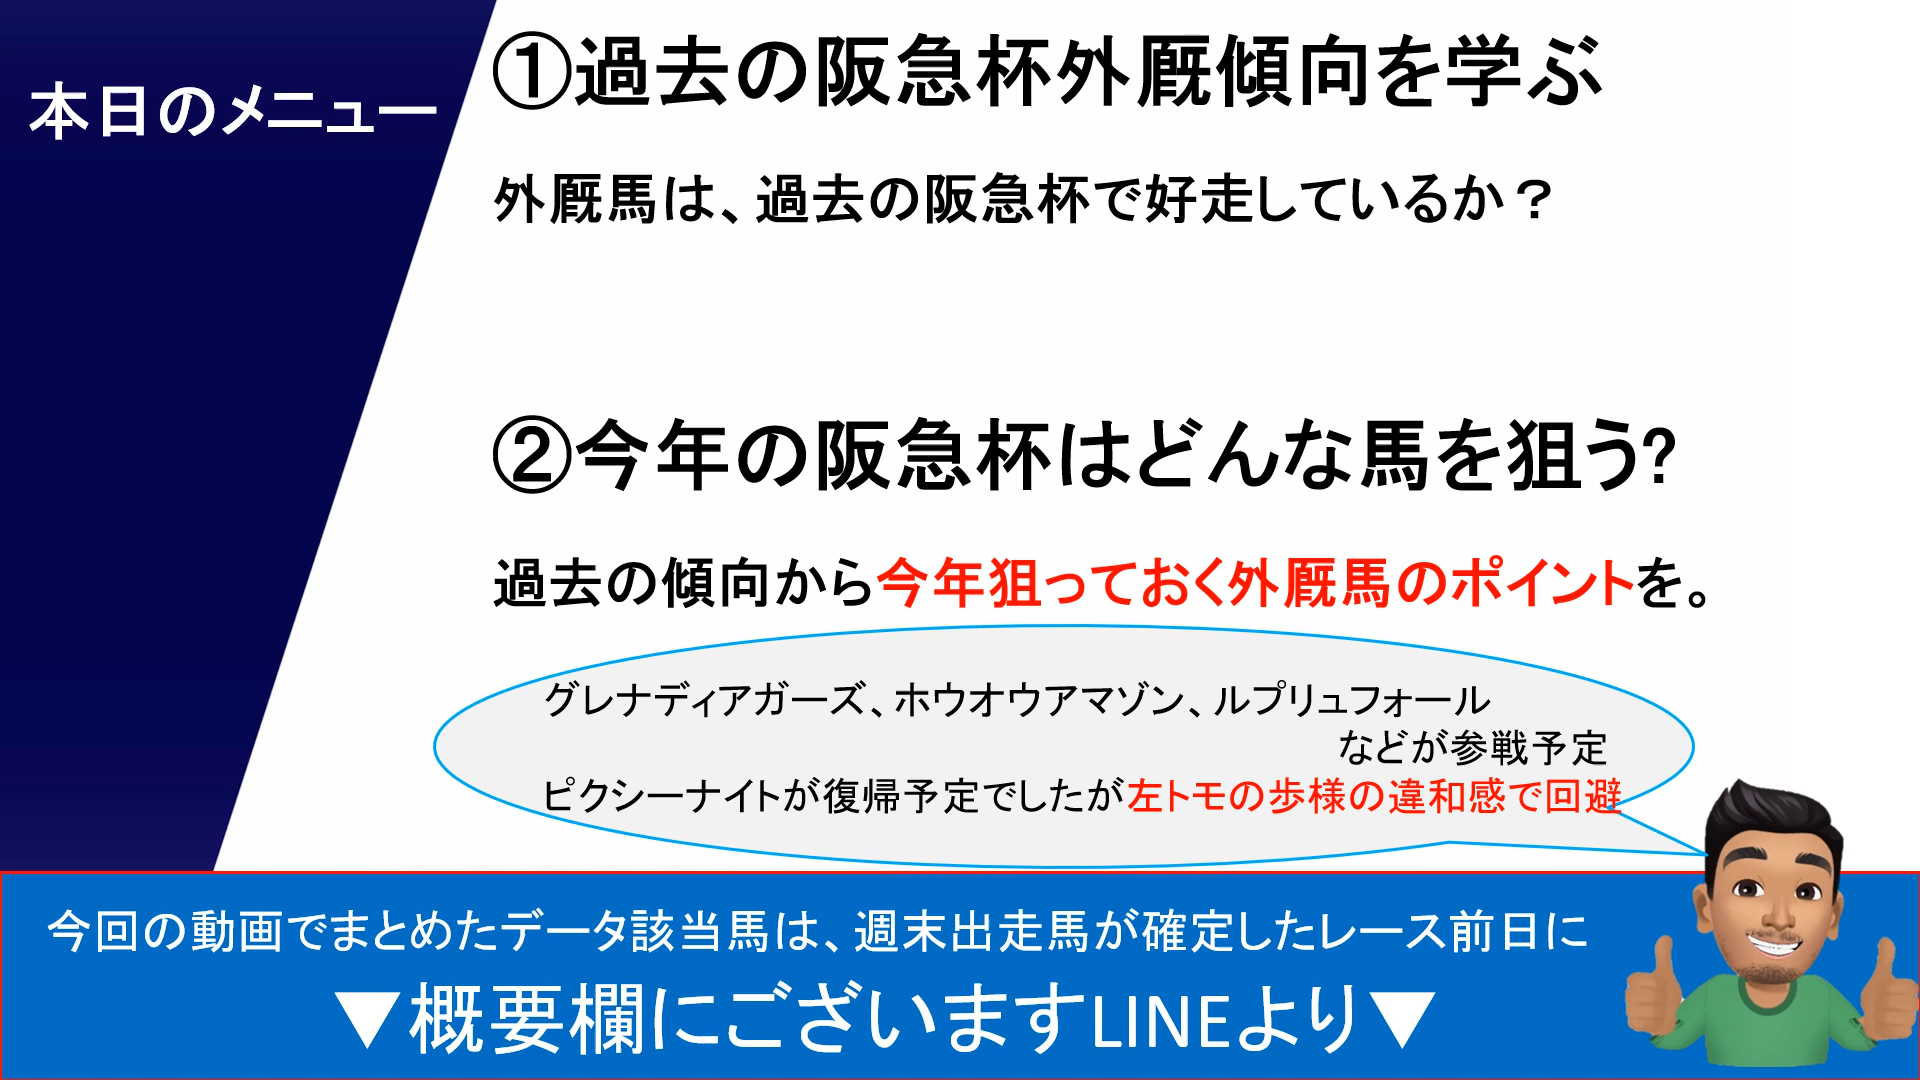 本日のメニュー
①過去の阪急杯外厩傾向を学ぶ
外厩馬は、過去の阪急杯で好走しているか？
②今年の阪急杯はどんな馬を狙う?
過去の傾向から今年狙っておく外厩馬のポイントを。
グレナディアガーズ、ホウオウアマゾン、ルプリュフォール
などが参戦予定
ピクシーナイトが復帰予定でしたが左トモの歩様の違和感で回避
今回の動画でまとめたデータ該当馬は、週末出走馬が確定したレース前日に
▼概要欄にございますLINEより▼